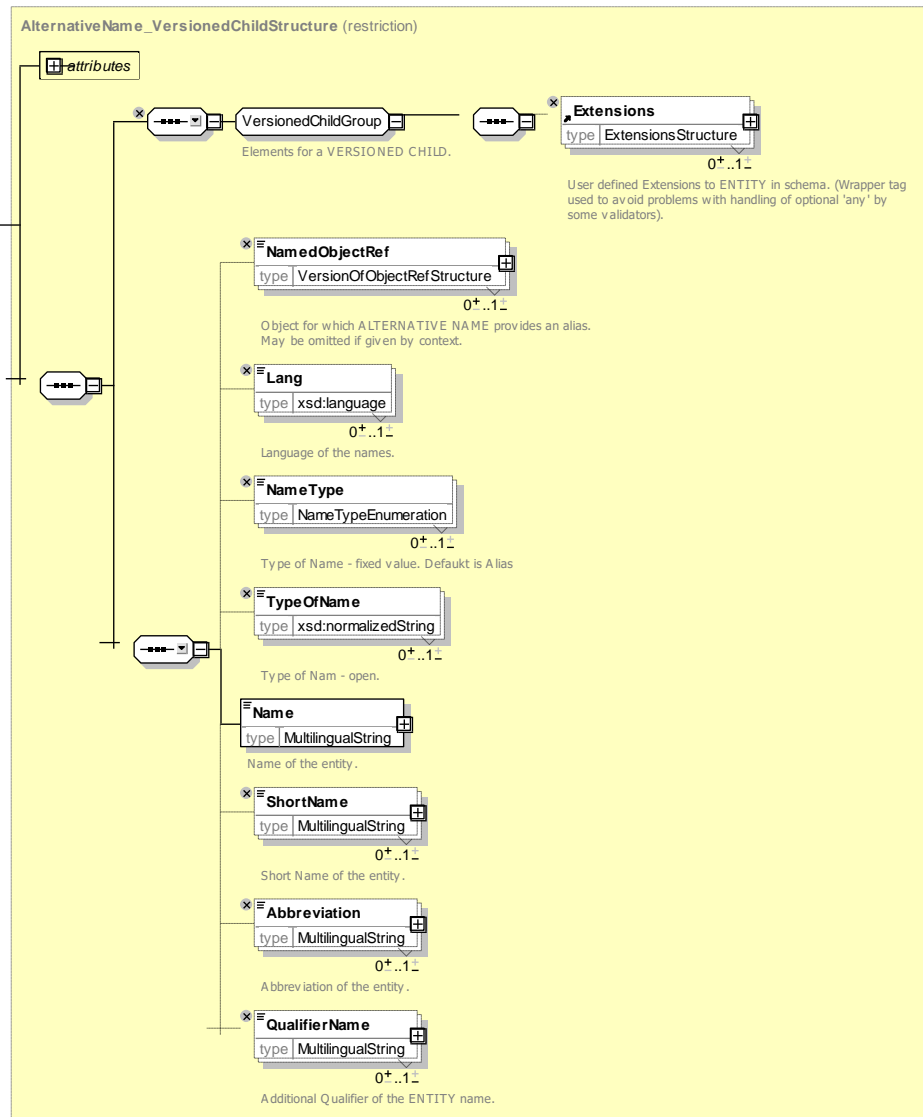 AlternativeName_VersionedChildStructure (restriction)
attributes
VersionedChildGroup
Elements for a VERSIONED CHILD.
Extensions
type ExtensionsStructure
0±..1±
User defined Extensions to ENTITY in schema. (Wrapper tag
used to avoid problems with handling of optional 'any' by
some validators).
NamedObjectRef
type VersionOfObjectRefStructure
0±..1±
Object for which ALTERNATIVE NAME provides an alias.
May be omitted if given by context.
Lang
type xsd:language
0±..1±
Language of the names.
NameType
type NameTypeEnumeration
0±..1±
Type of Name - fixed value. Defaukt is Alias
TypeOfName
type xsd:normalizedString
0±..1±
Type of Nam - open.
Name
type MultilingualString
Name of the entity.
ShortName
type MultilingualString
0±..1±
Short Name of the entity.
Abbreviation
type MultilingualString
0±..1±
Abbreviation of the entity.
QualifierName
type MultilingualString
0±..1±
Additional Qualifier of the ENTITY name.